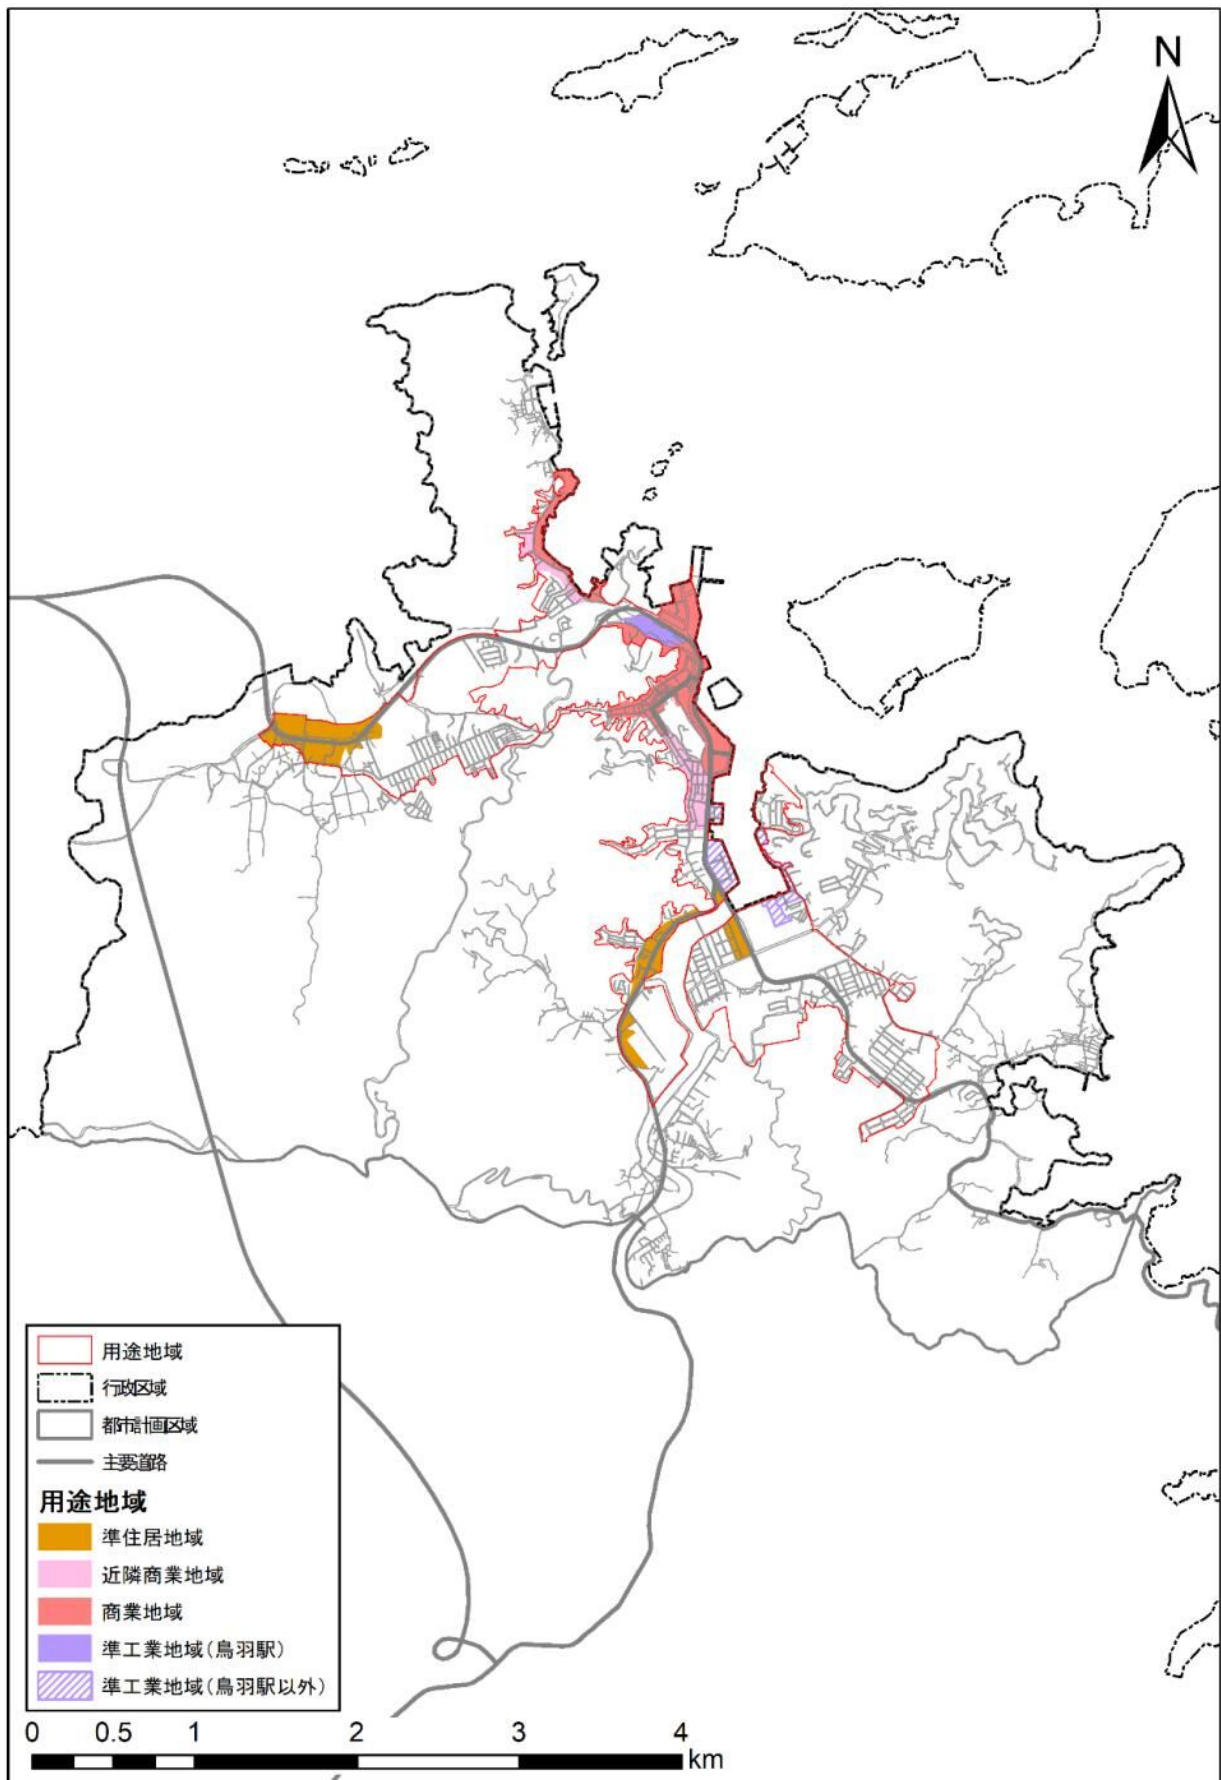 N
用途地域
行政区域
都市計画区域
主要道路
用途地域
準住居地域
近隣商業地域
商業地域
準工業地域(鳥羽駅)
準工業地域(鳥羽駅以外)
0 0.5 1 2 3 4
km